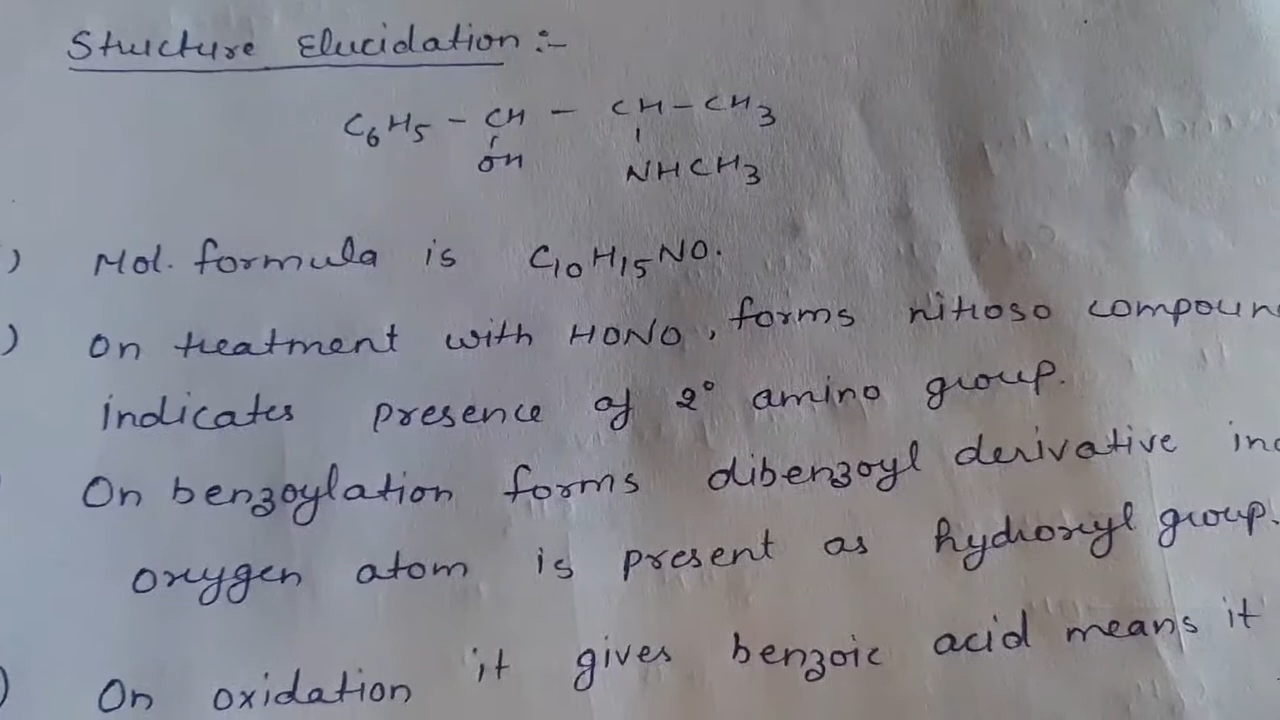 Structure Elucidation :-
C6H5 - CH - CH - CH3
OH NHCH3
) Mol. formula is C10H15NO.
) On treatment with HONO, forms nitroso compoun
indicates presence of 2° amino group.
On benzoylation forms dibenzoyl derivative ind
oxygen atom is present as hydroxyl group.
) On oxidation it gives benzoic acid means it